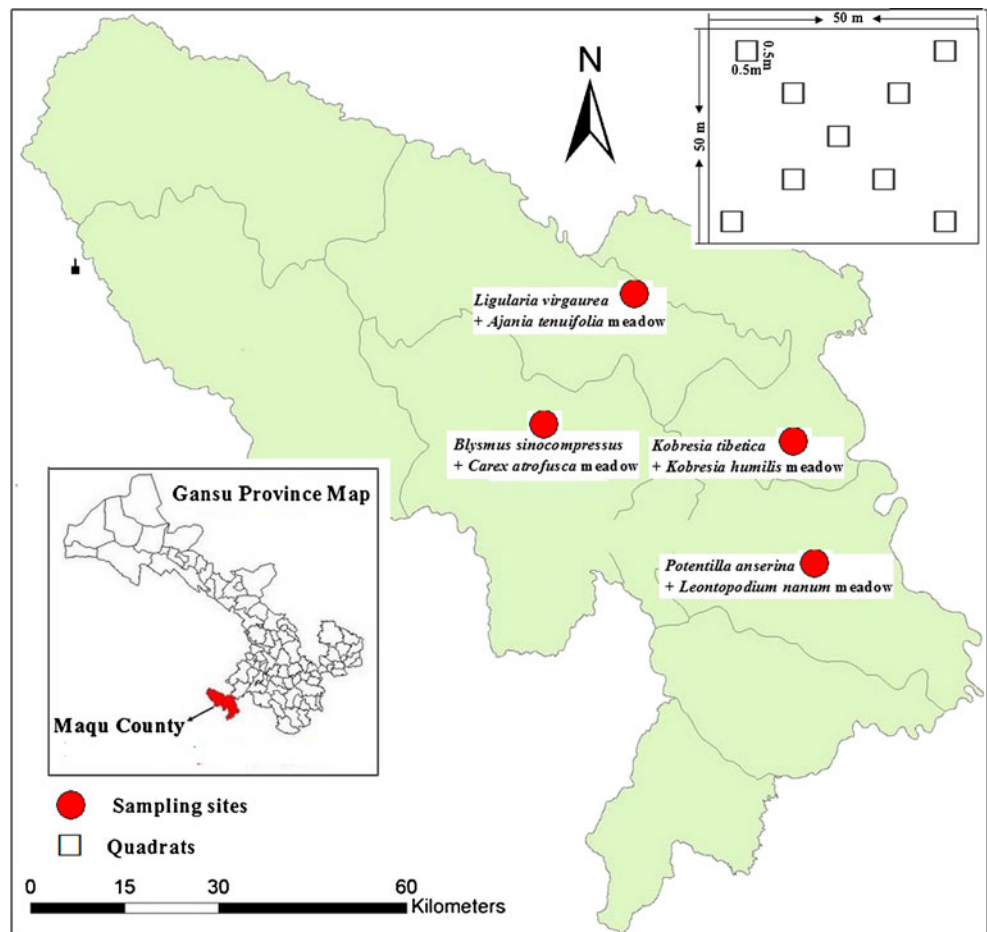 50 m
0.5m
0.5m
50 m
N
Ligularia virgaurea
+ Ajania tenuifolia meadow
Blysmus sinocompressus
+ Carex atrofusca meadow
Kobresia tibetica
+ Kobresia humilis meadow
Potentilla anserina
+ Leontopodium nanum meadow
Gansu Province Map
Maqu County
Sampling sites
Quadrats
0 15 30 60
Kilometers